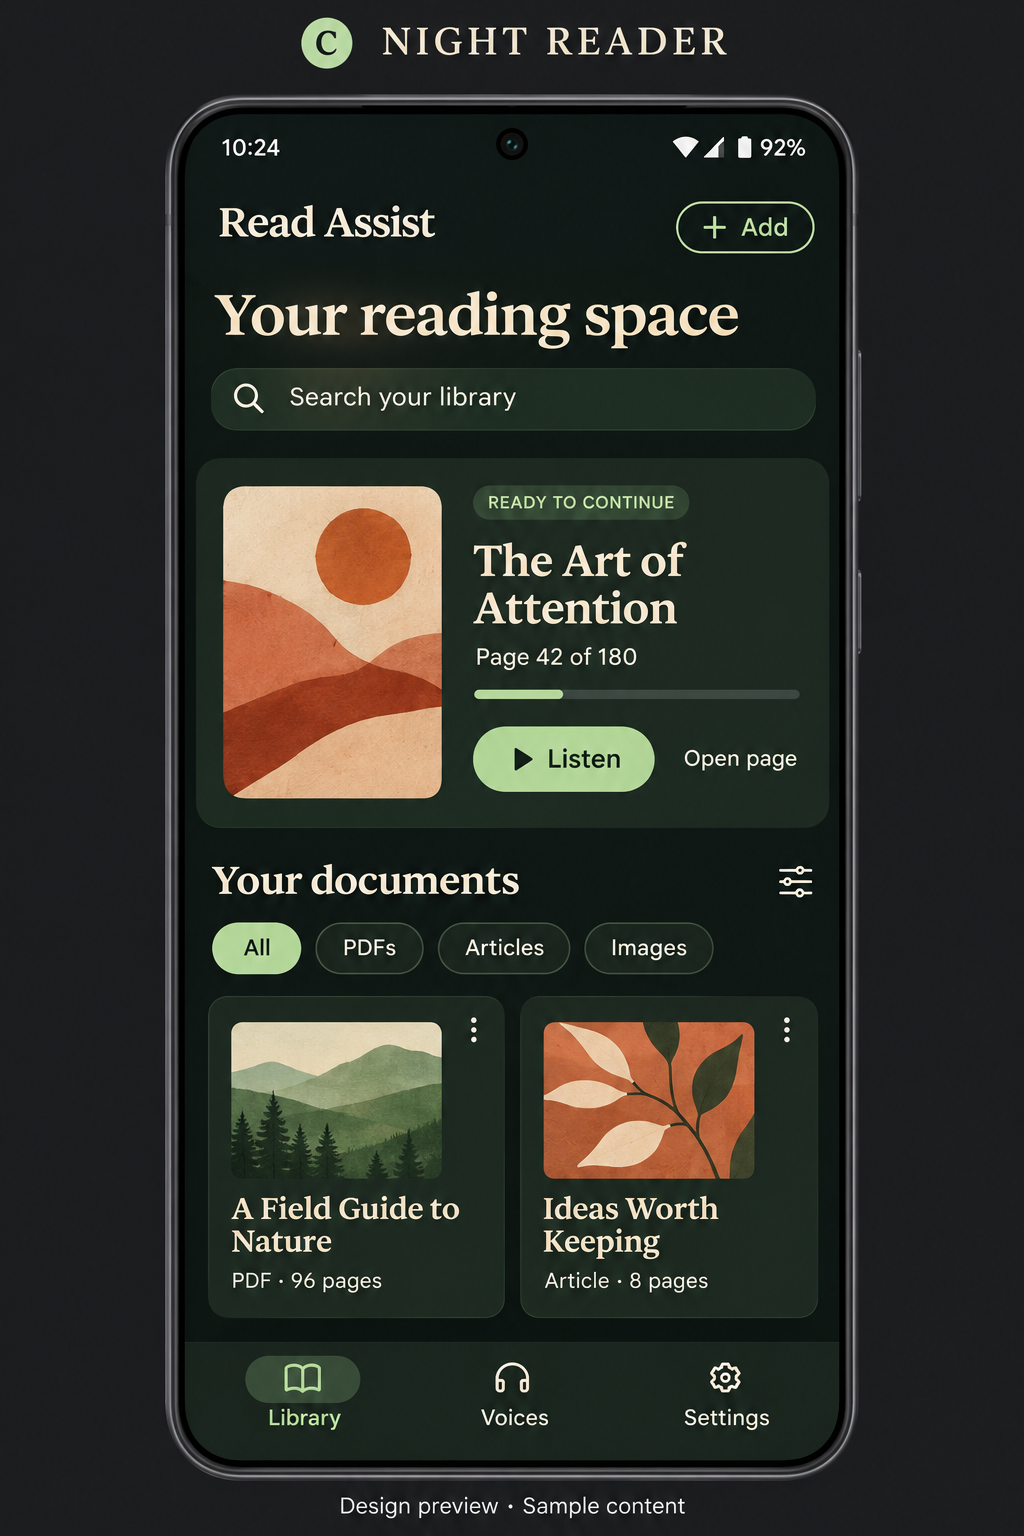 C NIGHT READER
10:24 92%
Read Assist
Add
Your reading space
Search your library
READY TO CONTINUE
The Art of
Attention
Page 42 of 180
Listen
Open page
Your documents
All
PDFs
Articles
Images
A Field Guide to
Nature
PDF · 96 pages
Ideas Worth
Keeping
Article · 8 pages
Library
Voices
Settings
Design preview · Sample content